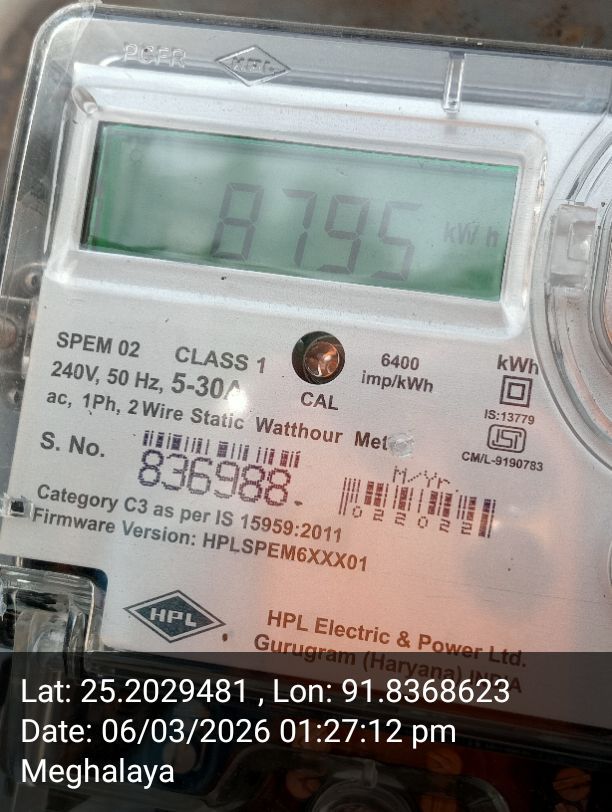 PCFR HPL
8795 kWh
SPEM 02 CLASS 1 6400 kWh
240V, 50 Hz, 5-30A imp/kWh
CAL
IS:13779
ac, 1Ph, 2 Wire Static Watthour Met
ISI
CM/L-9190783
S. No. 836988
M/Yr.
Category C3 as per IS 15959:2011
Firmware Version: HPLSPEM6XXX01
HPL
HPL Electric & Power Ltd.
Gurugram (Haryana) INDIA
Lat: 25.2029481 , Lon: 91.8368623
Date: 06/03/2026 01:27:12 pm
Meghalaya